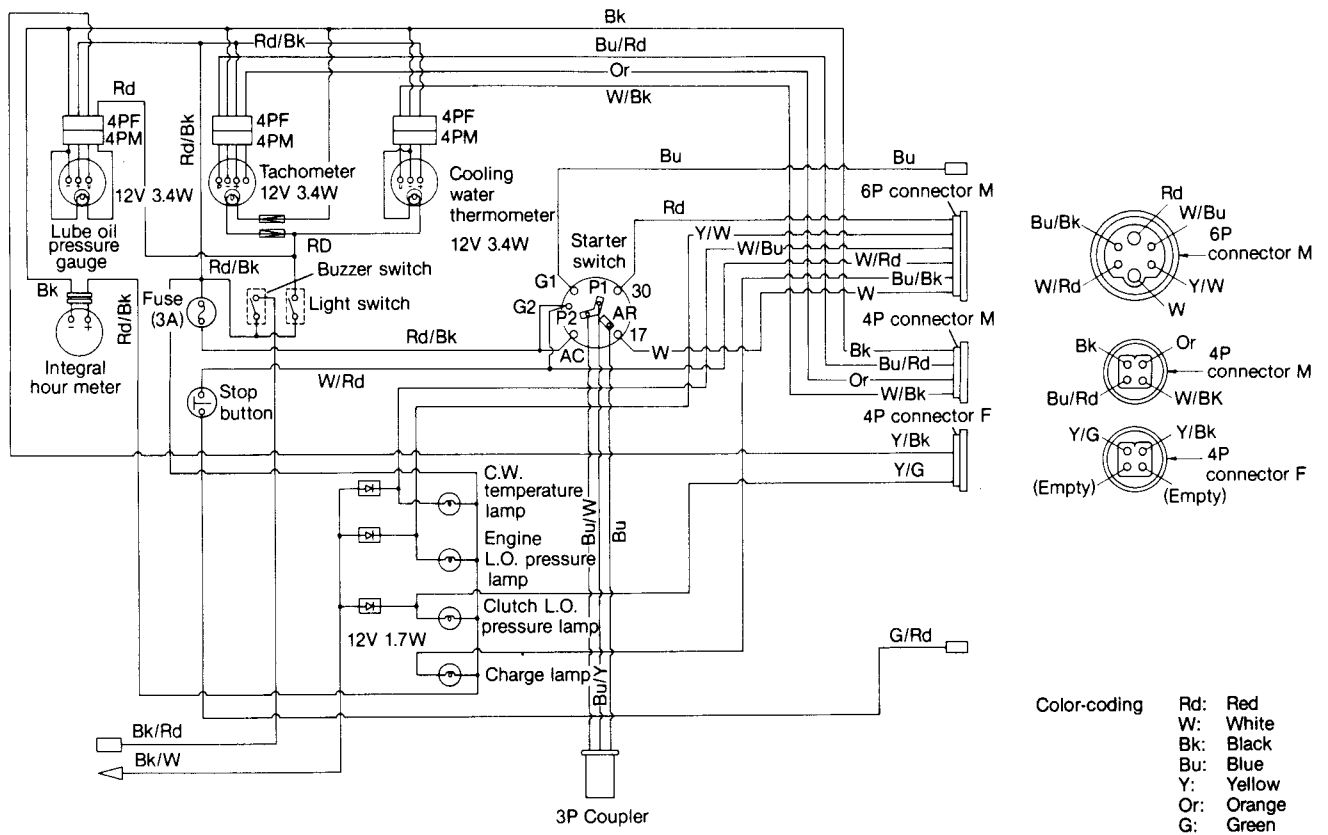 Bk
Rd/Bk
Bu/Rd
Or
W/Bk
Rd
4PF
4PM
4PF
4PM
4PF
4PM
Rd/Bk
12V 3.4W
Tachometer
12V 3.4W
Cooling
water
thermometer
12V 3.4W
Lube oil
pressure
gauge
Bu
Bu
6P connector M
Rd
Y/W
W/Bu
W/Rd
Bu/Bk
W
Starter
switch
G1
P1
30
G2
P2
AR
17
AC
RD
Rd/Bk
Buzzer switch
Light switch
Bk
Rd/Bk
Fuse
(3A)
- +
Integral
hour meter
Rd/Bk
W
4P connector M
Bk
Bu/Rd
Or
W/Bk
W/Rd
Stop
button
4P connector F
Y/Bk
Y/G
C.W.
temperature
lamp
Engine
L.O. pressure
lamp
Clutch L.O.
pressure lamp
12V 1.7W
Charge lamp
Bu/W
Bu
Bu/Y
G/Rd
Bk/Rd
Bk/W
3P Coupler
Rd
Bu/Bk
W/Bu
6P
connector M
W/Rd
Y/W
W
Bk
Or
4P
connector M
Bu/Rd
W/BK
Y/G
Y/Bk
4P
connector F
(Empty)
(Empty)
Color-coding
Rd: Red
W: White
Bk: Black
Bu: Blue
Y: Yellow
Or: Orange
G: Green